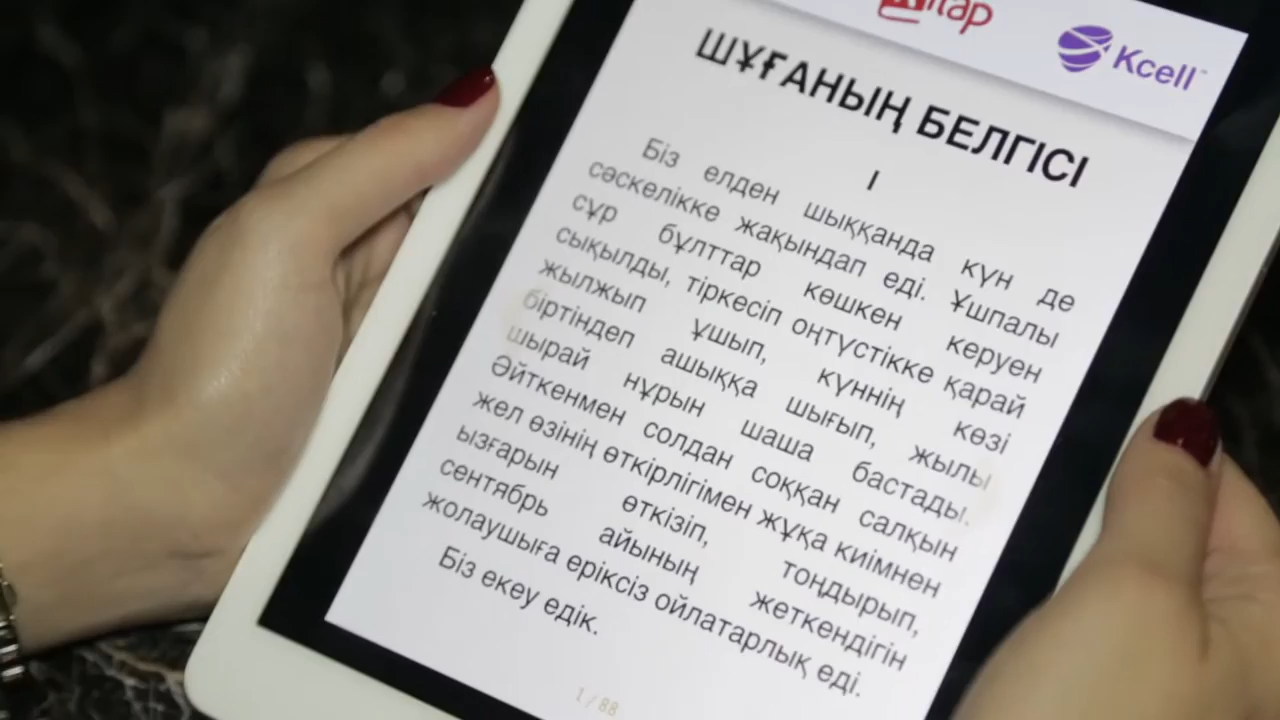 Kcell
ШҰҒАНЫҢ БЕЛГІСІ
I
Біз елден шыққанда күн де
сәскелікке жақындап еді. Ұшпалы
сұр бұлттар көшкен керуен
сықылды, тіркесіп оңтүстікке қарай
жылжып ұшып, күннің көзі
біртіндеп ашыққа шығып, жылы
шырай нұрын шаша бастады.
Әйткенмен солдан соққан салқын
жел өзінің өткірлігімен жұқа киімнен
ызғарын өткізіп, тоңдырып,
сентябрь айының жеткендігін
жолаушыға еріксіз ойлатарлық еді.
Біз екеу едік.
1 / 88